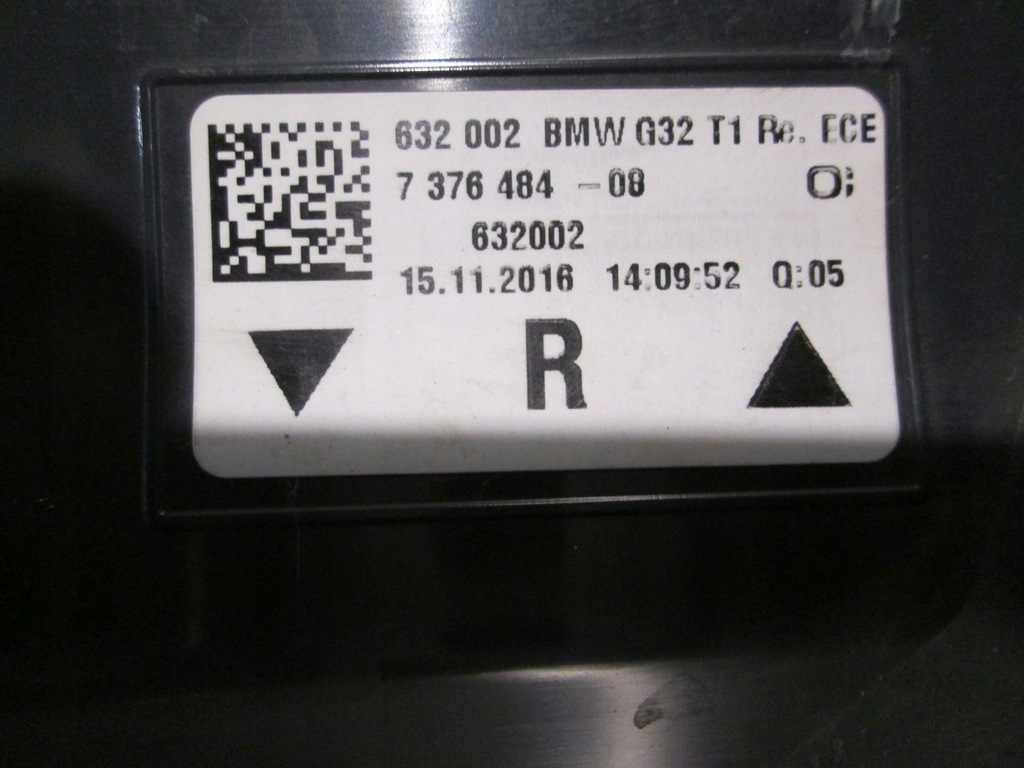 632 002 BMW G32 T1 Re. ECE
7 376 484 -08
632002
15.11.2016 14:09:52 Q:05
R